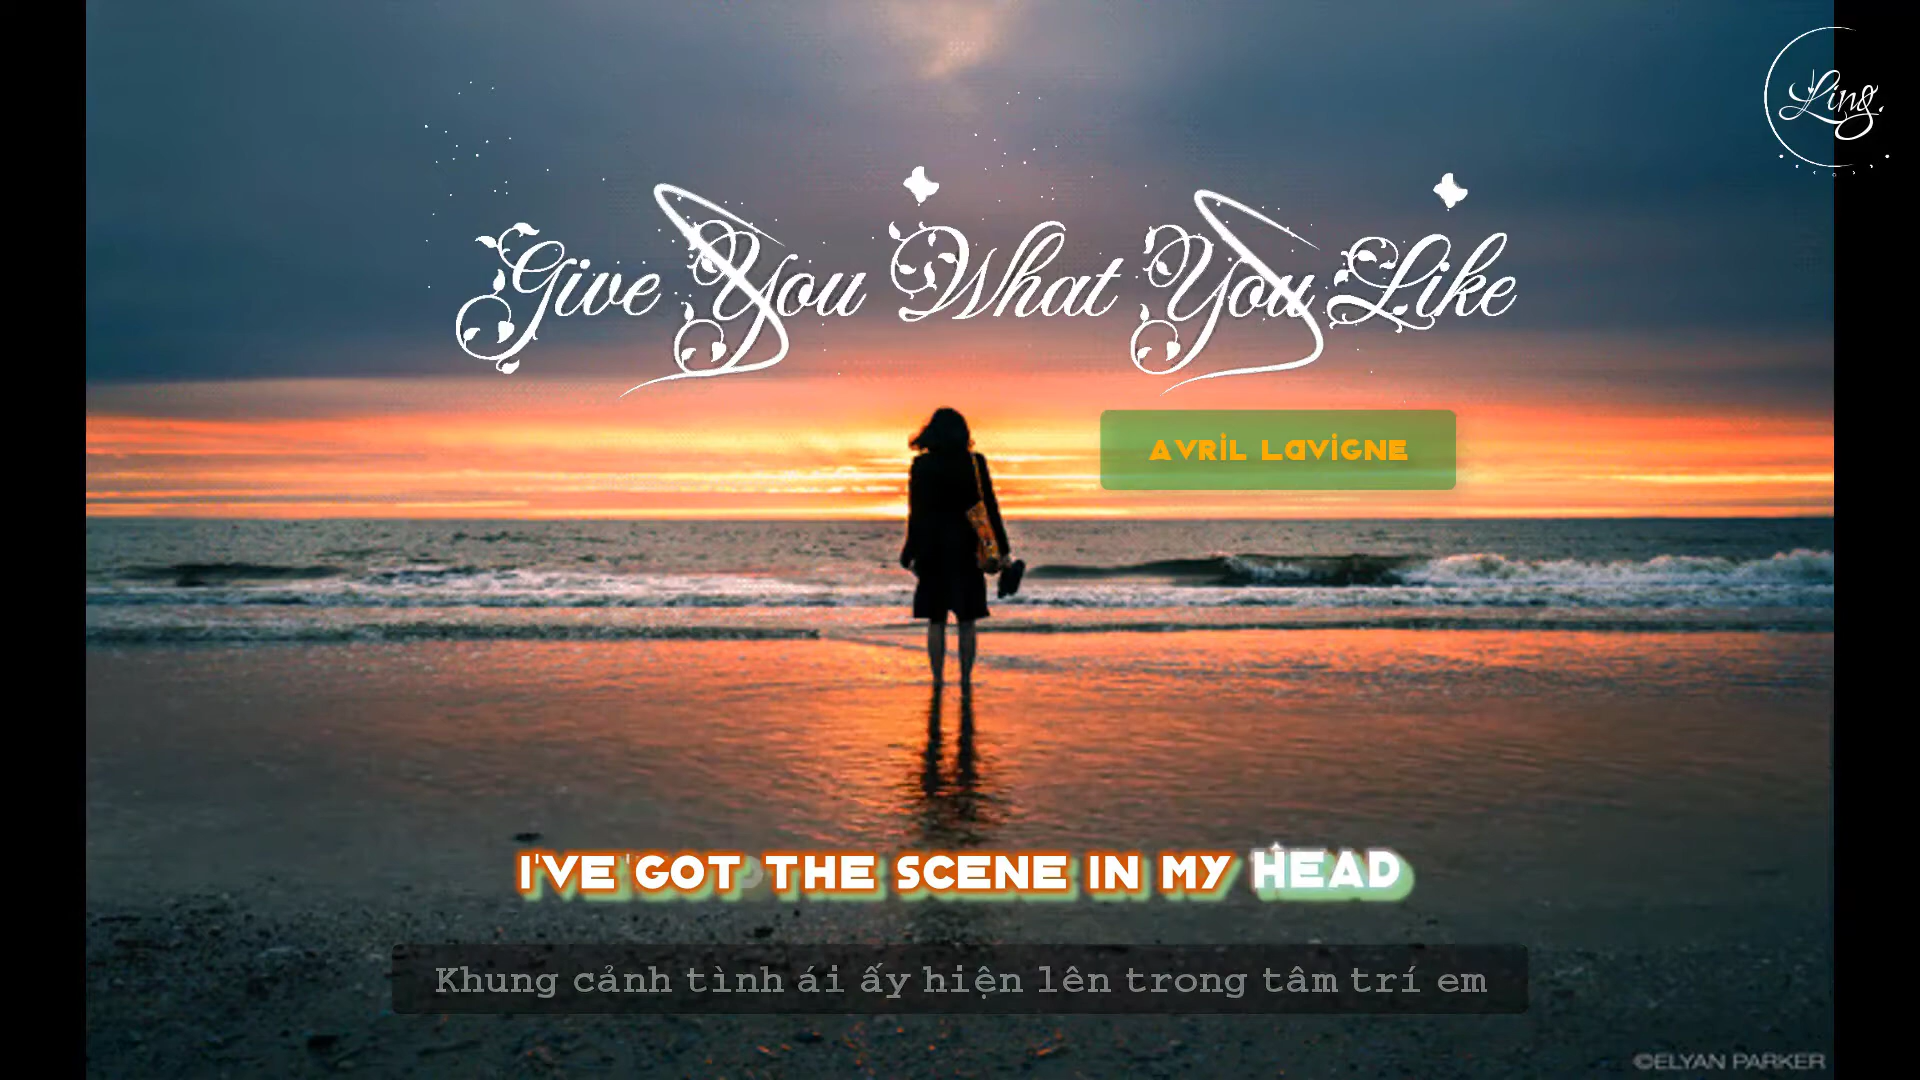 Ling.
Give You What You Like
AVRIL LAVIGNE
I'VE GOT THE SCENE IN MY HEAD
Khung cảnh tình ái ấy hiện lên trong tâm trí em
©ELYAN PARKER